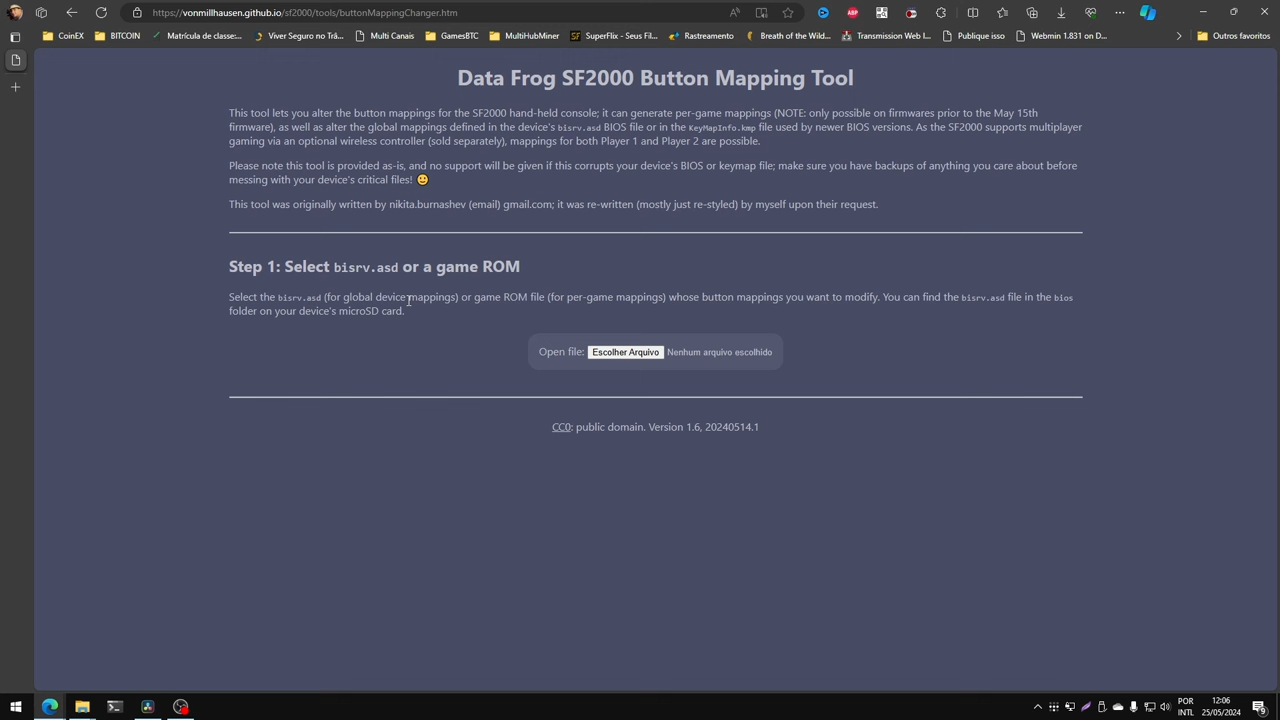 https://vonmillhausen.github.io/sf2000/tools/buttonMappingChanger.htm
CoinEX
BITCOIN
Matrícula de classe:...
Viver Seguro no Trâ...
Multi Canais
GamesBTC
MultiHubMiner
SuperFlix - Seus Fil...
Rastreamento
Breath of the Wild...
Transmission Web I...
Publique isso
Webmin 1.831 on D...
Outros favoritos
Data Frog SF2000 Button Mapping Tool
This tool lets you alter the button mappings for the SF2000 hand-held console; it can generate per-game mappings (NOTE: only possible on firmwares prior to the May 15th
firmware), as well as alter the global mappings defined in the device's bisrv.asd BIOS file or in the KeyMapInfo.kmp file used by newer BIOS versions. As the SF2000 supports multiplayer
gaming via an optional wireless controller (sold separately), mappings for both Player 1 and Player 2 are possible.
Please note this tool is provided as-is, and no support will be given if this corrupts your device's BIOS or keymap file; make sure you have backups of anything you care about before
messing with your device's critical files! 🙂
This tool was originally written by nikita.burnashev (email) gmail.com; it was re-written (mostly just re-styled) by myself upon their request.
Step 1: Select bisrv.asd or a game ROM
Select the bisrv.asd (for global device mappings) or game ROM file (for per-game mappings) whose button mappings you want to modify. You can find the bisrv.asd file in the bios
folder on your device's microSD card.
Open file: Escolher Arquivo Nenhum arquivo escolhido
CC0: public domain. Version 1.6, 20240514.1
POR
INTL
12:06
25/05/2024